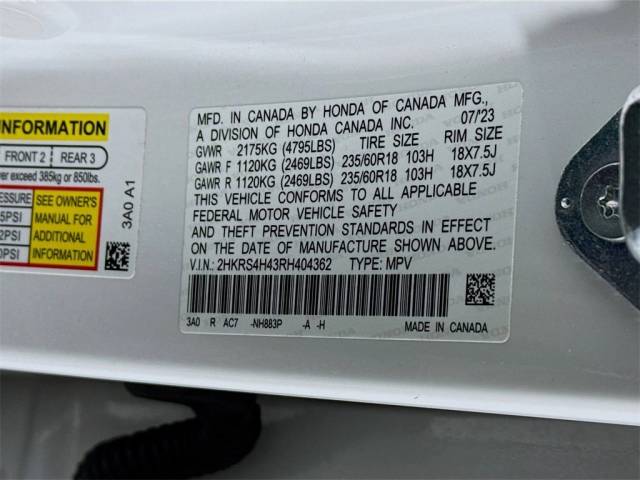 INFORMATION
FRONT 2 REAR 3
exceed 385kg or 850lbs.
SEE OWNER'S
MANUAL FOR
ADDITIONAL
INFORMATION
5PSI
2PSI
0PSI
3A0 A1
MFD. IN CANADA BY HONDA OF CANADA MFG.,
A DIVISION OF HONDA CANADA INC. 07/'23
GVWR 2175KG (4795LBS) TIRE SIZE RIM SIZE
GAWR F 1120KG (2469LBS) 235/60R18 103H 18X7.5J
GAWR R 1120KG (2469LBS) 235/60R18 103H 18X7.5J
THIS VEHICLE CONFORMS TO ALL APPLICABLE
FEDERAL MOTOR VEHICLE SAFETY
AND THEFT PREVENTION STANDARDS IN EFFECT
ON THE DATE OF MANUFACTURE SHOWN ABOVE.
V.I.N.: 2HKRS4H43RH404362 TYPE: MPV
3A0 R AC7 -NH883P -A -H MADE IN CANADA